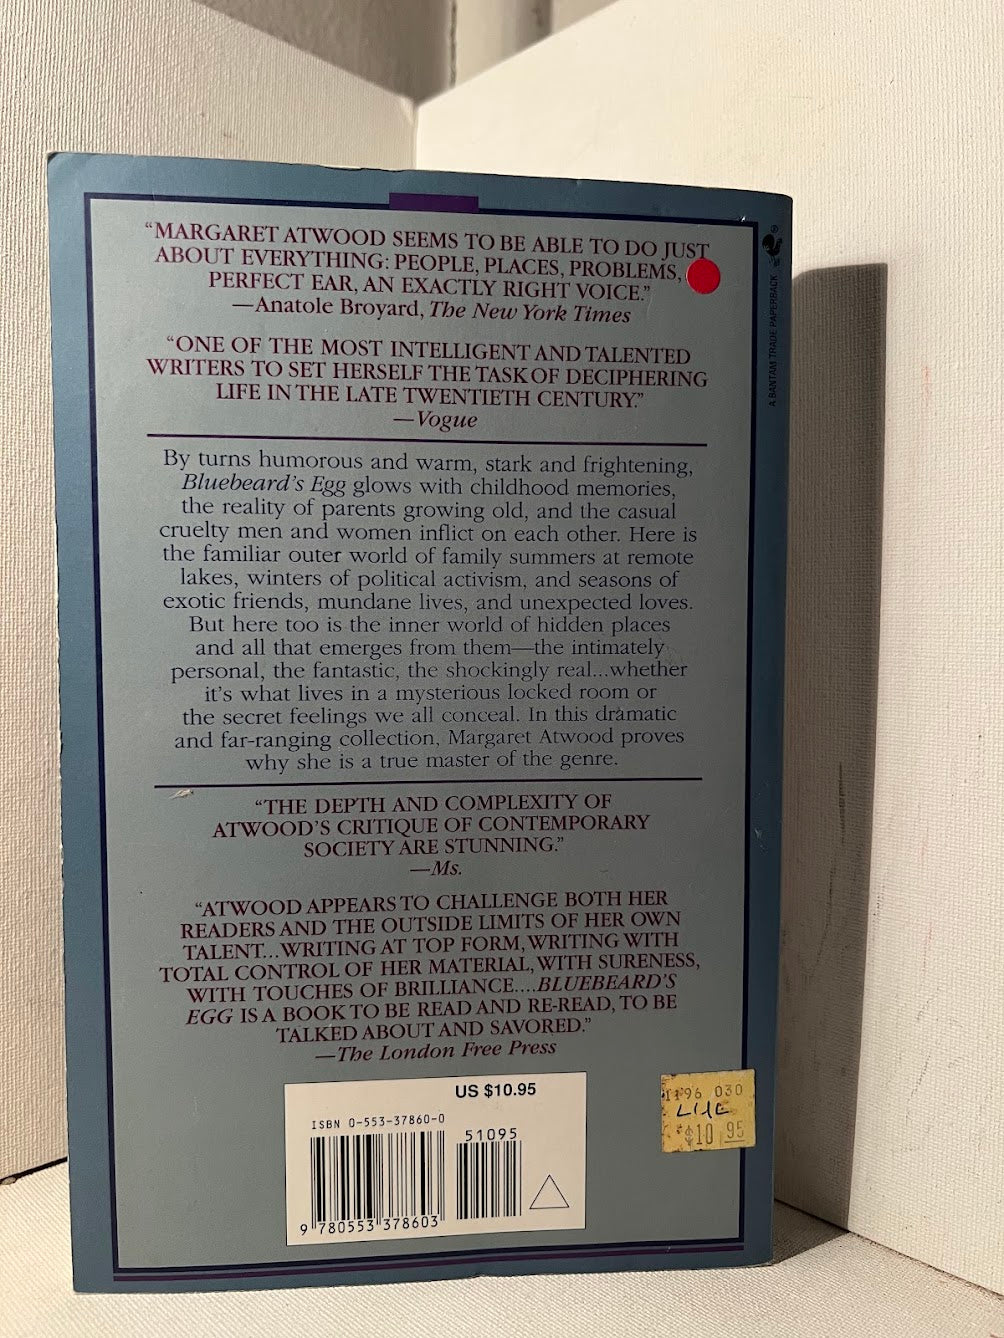 “MARGARET ATWOOD SEEMS TO BE ABLE TO DO JUST
ABOUT EVERYTHING: PEOPLE, PLACES, PROBLEMS,
PERFECT EAR, AN EXACTLY RIGHT VOICE.”
—Anatole Broyard, The New York Times
“ONE OF THE MOST INTELLIGENT AND TALENTED
WRITERS TO SET HERSELF THE TASK OF DECIPHERING
LIFE IN THE LATE TWENTIETH CENTURY.”
—Vogue
By turns humorous and warm, stark and frightening,
Bluebeard’s Egg glows with childhood memories,
the reality of parents growing old, and the casual
cruelty men and women inflict on each other. Here is
the familiar outer world of family summers at remote
lakes, winters of political activism, and seasons of
exotic friends, mundane lives, and unexpected loves.
But here too is the inner world of hidden places
and all that emerges from them—the intimately
personal, the fantastic, the shockingly real...whether
it’s what lives in a mysterious locked room or
the secret feelings we all conceal. In this dramatic
and far-ranging collection, Margaret Atwood proves
why she is a true master of the genre.
“THE DEPTH AND COMPLEXITY OF
ATWOOD’S CRITIQUE OF CONTEMPORARY
SOCIETY ARE STUNNING.”
—Ms.
“ATWOOD APPEARS TO CHALLENGE BOTH HER
READERS AND THE OUTSIDE LIMITS OF HER OWN
TALENT...WRITING AT TOP FORM, WRITING WITH
TOTAL CONTROL OF HER MATERIAL, WITH SURENESS,
WITH TOUCHES OF BRILLIANCE....BLUEBEARD’S
EGG IS A BOOK TO BE READ AND RE-READ, TO BE
TALKED ABOUT AND SAVORED.”
—The London Free Press
A BANTAM TRADE PAPERBACK
US $10.95
ISBN 0-553-37860-0
51095
9 780553 378603
1196 030
$10 95